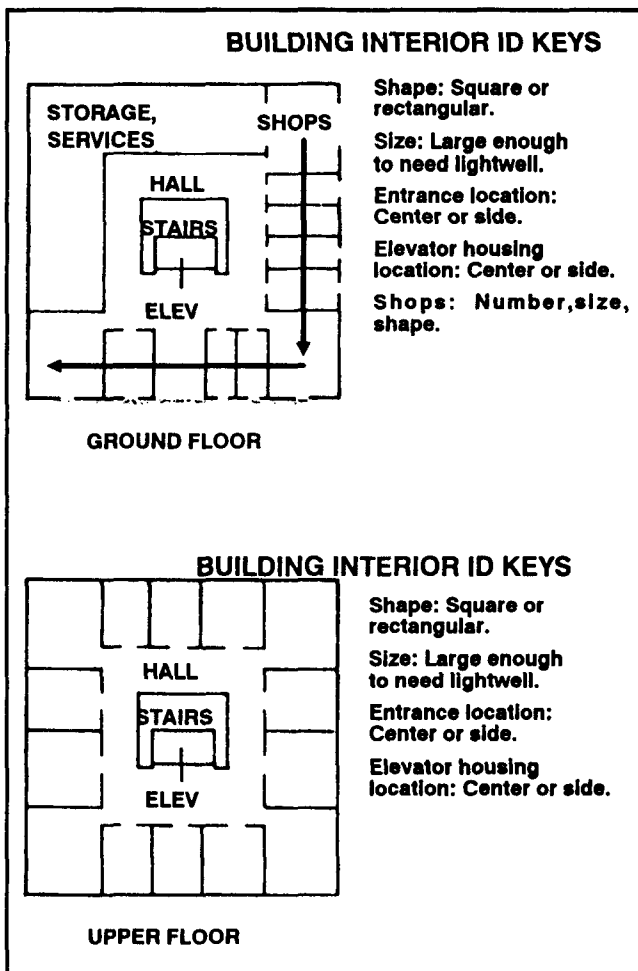 BUILDING INTERIOR ID KEYS
STORAGE,
SERVICES
SHOPS
HALL
STAIRS
ELEV
Shape: Square or
rectangular.
Size: Large enough
to need lightwell.
Entrance location:
Center or side.
Elevator housing
location: Center or side.
Shops: Number,size,
shape.
GROUND FLOOR
BUILDING INTERIOR ID KEYS
HALL
STAIRS
ELEV
Shape: Square or
rectangular.
Size: Large enough
to need lightwell.
Entrance location:
Center or side.
Elevator housing
location: Center or side.
UPPER FLOOR